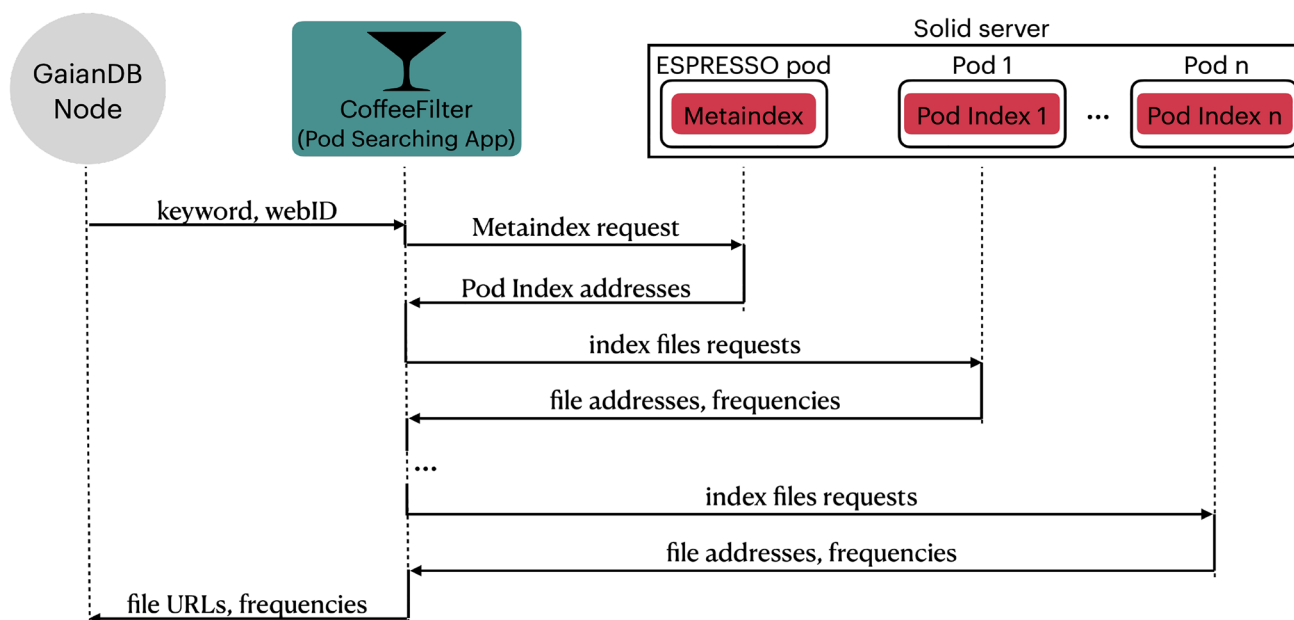 Solid server
GaianDB
Node
CoffeeFilter
(Pod Searching App)
ESPRESSO pod
Metaindex
Pod 1
Pod Index 1
...
Pod n
Pod Index n
keyword, webID
Metaindex request
Pod Index addresses
index files requests
file addresses, frequencies
...
index files requests
file addresses, frequencies
file URLs, frequencies